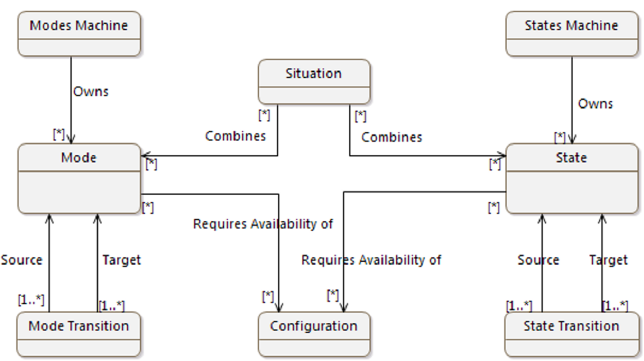 Modes Machine
States Machine
Situation
Owns
Owns
[*]
[*]
[*]
[*]
Combines
Combines
Mode
State
[*]
[*]
[*]
[*]
Requires Availability of
Requires Availability of
Source
Target
Source
Target
[1..*]
[1..*]
[*]
[*]
[1..*]
[1..*]
Mode Transition
Configuration
State Transition